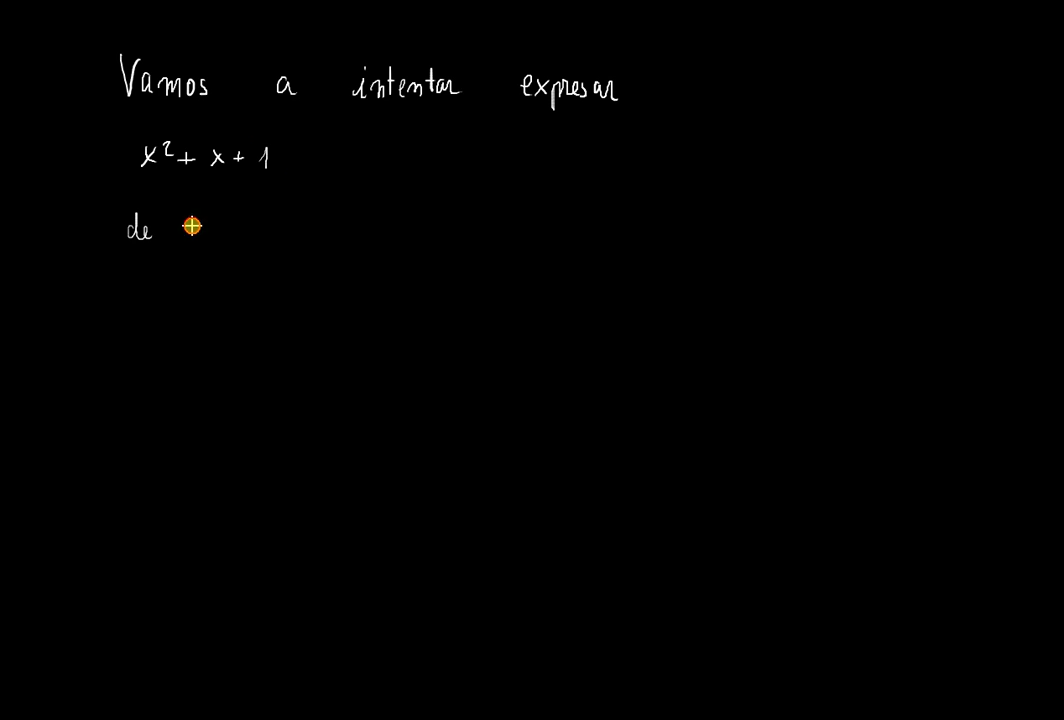 Vamos a intentar expresar
x² + x + 1
de